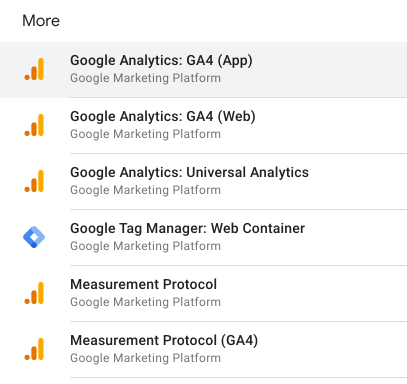 More
Google Analytics: GA4 (App)
Google Marketing Platform
Google Analytics: GA4 (Web)
Google Marketing Platform
Google Analytics: Universal Analytics
Google Marketing Platform
Google Tag Manager: Web Container
Google Marketing Platform
Measurement Protocol
Google Marketing Platform
Measurement Protocol (GA4)
Google Marketing Platform